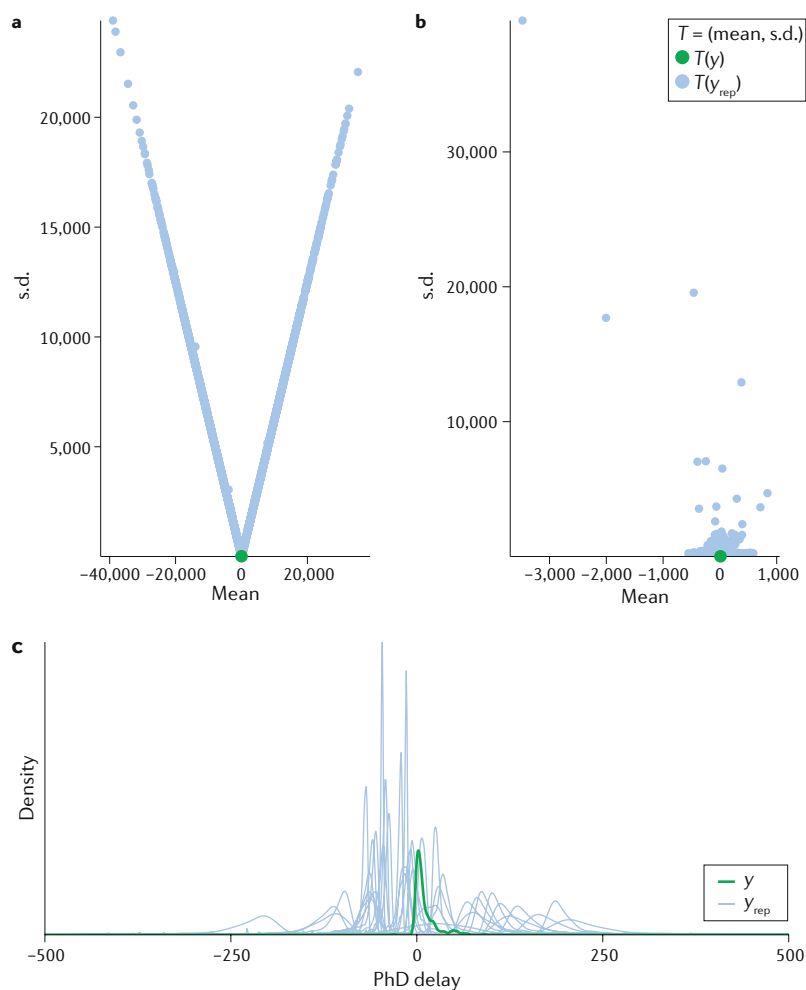 a
20,000
15,000
10,000
5,000
s.d.
−40,000 −20,000 0 20,000
Mean
b
T = (mean, s.d.)
T(y)
T(y_rep)
30,000
20,000
10,000
s.d.
−3,000 −2,000 −1,000 0 1,000
Mean
c
Density
y
y_rep
−500 −250 0 250 500
PhD delay